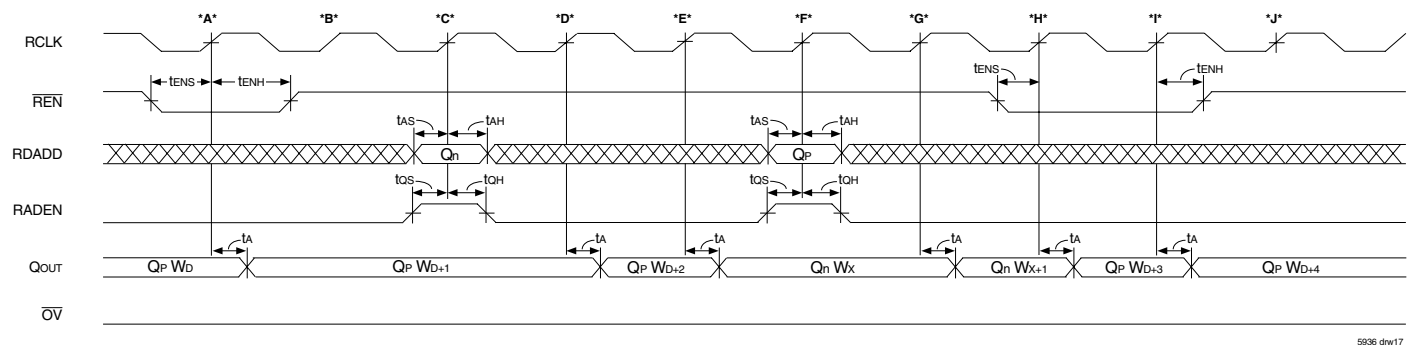 *A* *B* *C* *D* *E* *F* *G* *H* *I* *J*
RCLK
tENS tENH tENS tENH
REN
tAS tAH tAS tAH
RDADD Qn QP
tQS tQH tQS tQH
RADEN
tA tA tA tA tA tA
QOUT QP WD QP WD+1 QP WD+2 Qn WX Qn WX+1 QP WD+3 QP WD+4
OV
5936 drw17